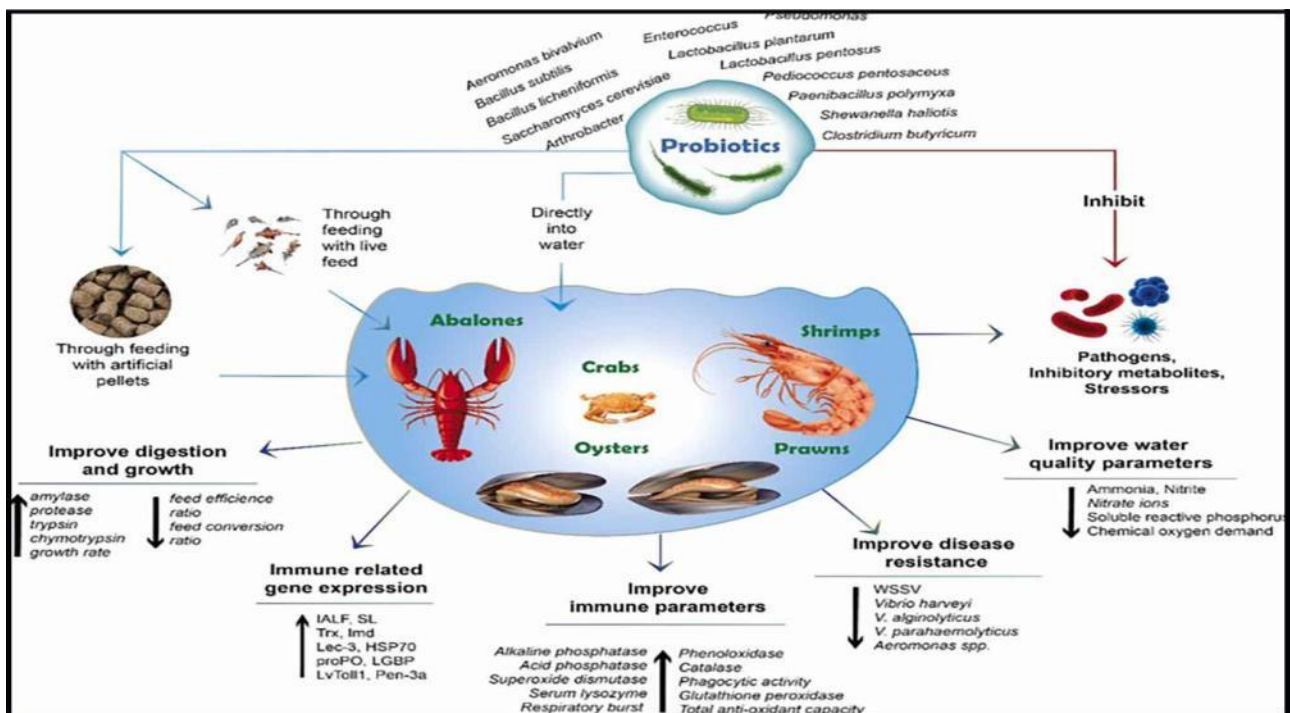 Aeromonas bivalvium
Bacillus subtilis
Bacillus licheniformis
Saccharomyces cerevisiae
Arthrobacter
Enterococcus
Pseudomonas
Lactobacillus plantarum
Lactobacillus pentosus
Pediococcus pentosaceus
Paenibacillus polymyxa
Shewanella haliotis
Clostridium butyricum
Probiotics
Through
feeding
with live
feed
Directly
into
water
Inhibit
Through feeding
with artificial
pellets
Abalones
Shrimps
Crabs
Oysters
Prawns
Pathogens,
Inhibitory metabolites,
Stressors
Improve digestion
and growth
amylase
protease
trypsin
chymotrypsin
growth rate
feed efficience
ratio
feed conversion
ratio
Improve water
quality parameters
Ammonia, Nitrite
Nitrate ions
Soluble reactive phosphorus
Chemical oxygen demand
Immune related
gene expression
IALF, SL
Trx, Imd
Lec-3, HSP70
proPO, LGBP
LvToll1, Pen-3a
Improve
immune parameters
Alkaline phosphatase
Acid phosphatase
Superoxide dismutase
Serum lysozyme
Respiratory burst
Phenoloxidase
Catalase
Phagocytic activity
Glutathione peroxidase
Total anti-oxidant capacity
Improve disease
resistance
WSSV
Vibrio harveyi
V. alginolyticus
V. parahaemolyticus
Aeromonas spp.